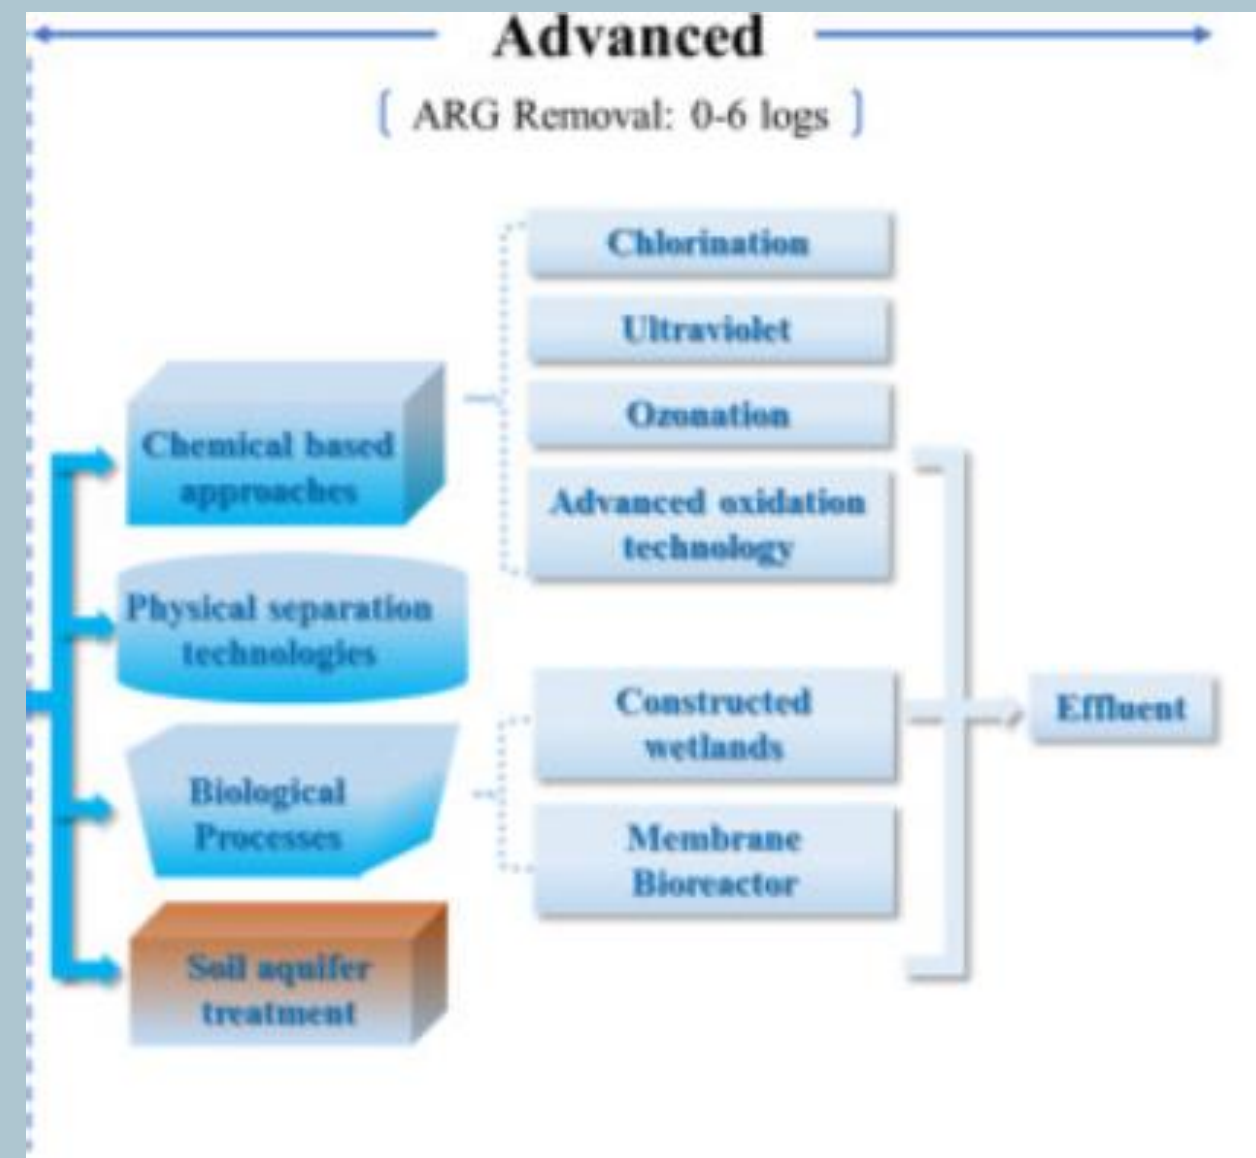 Advanced
[ ARG Removal: 0-6 logs ]
Chemical based
approaches
Chlorination
Ultraviolet
Ozonation
Advanced oxidation
technology
Physical separation
technologies
Biological
Processes
Constructed
wetlands
Membrane
Bioreactor
Soil aquifer
treatment
Effluent